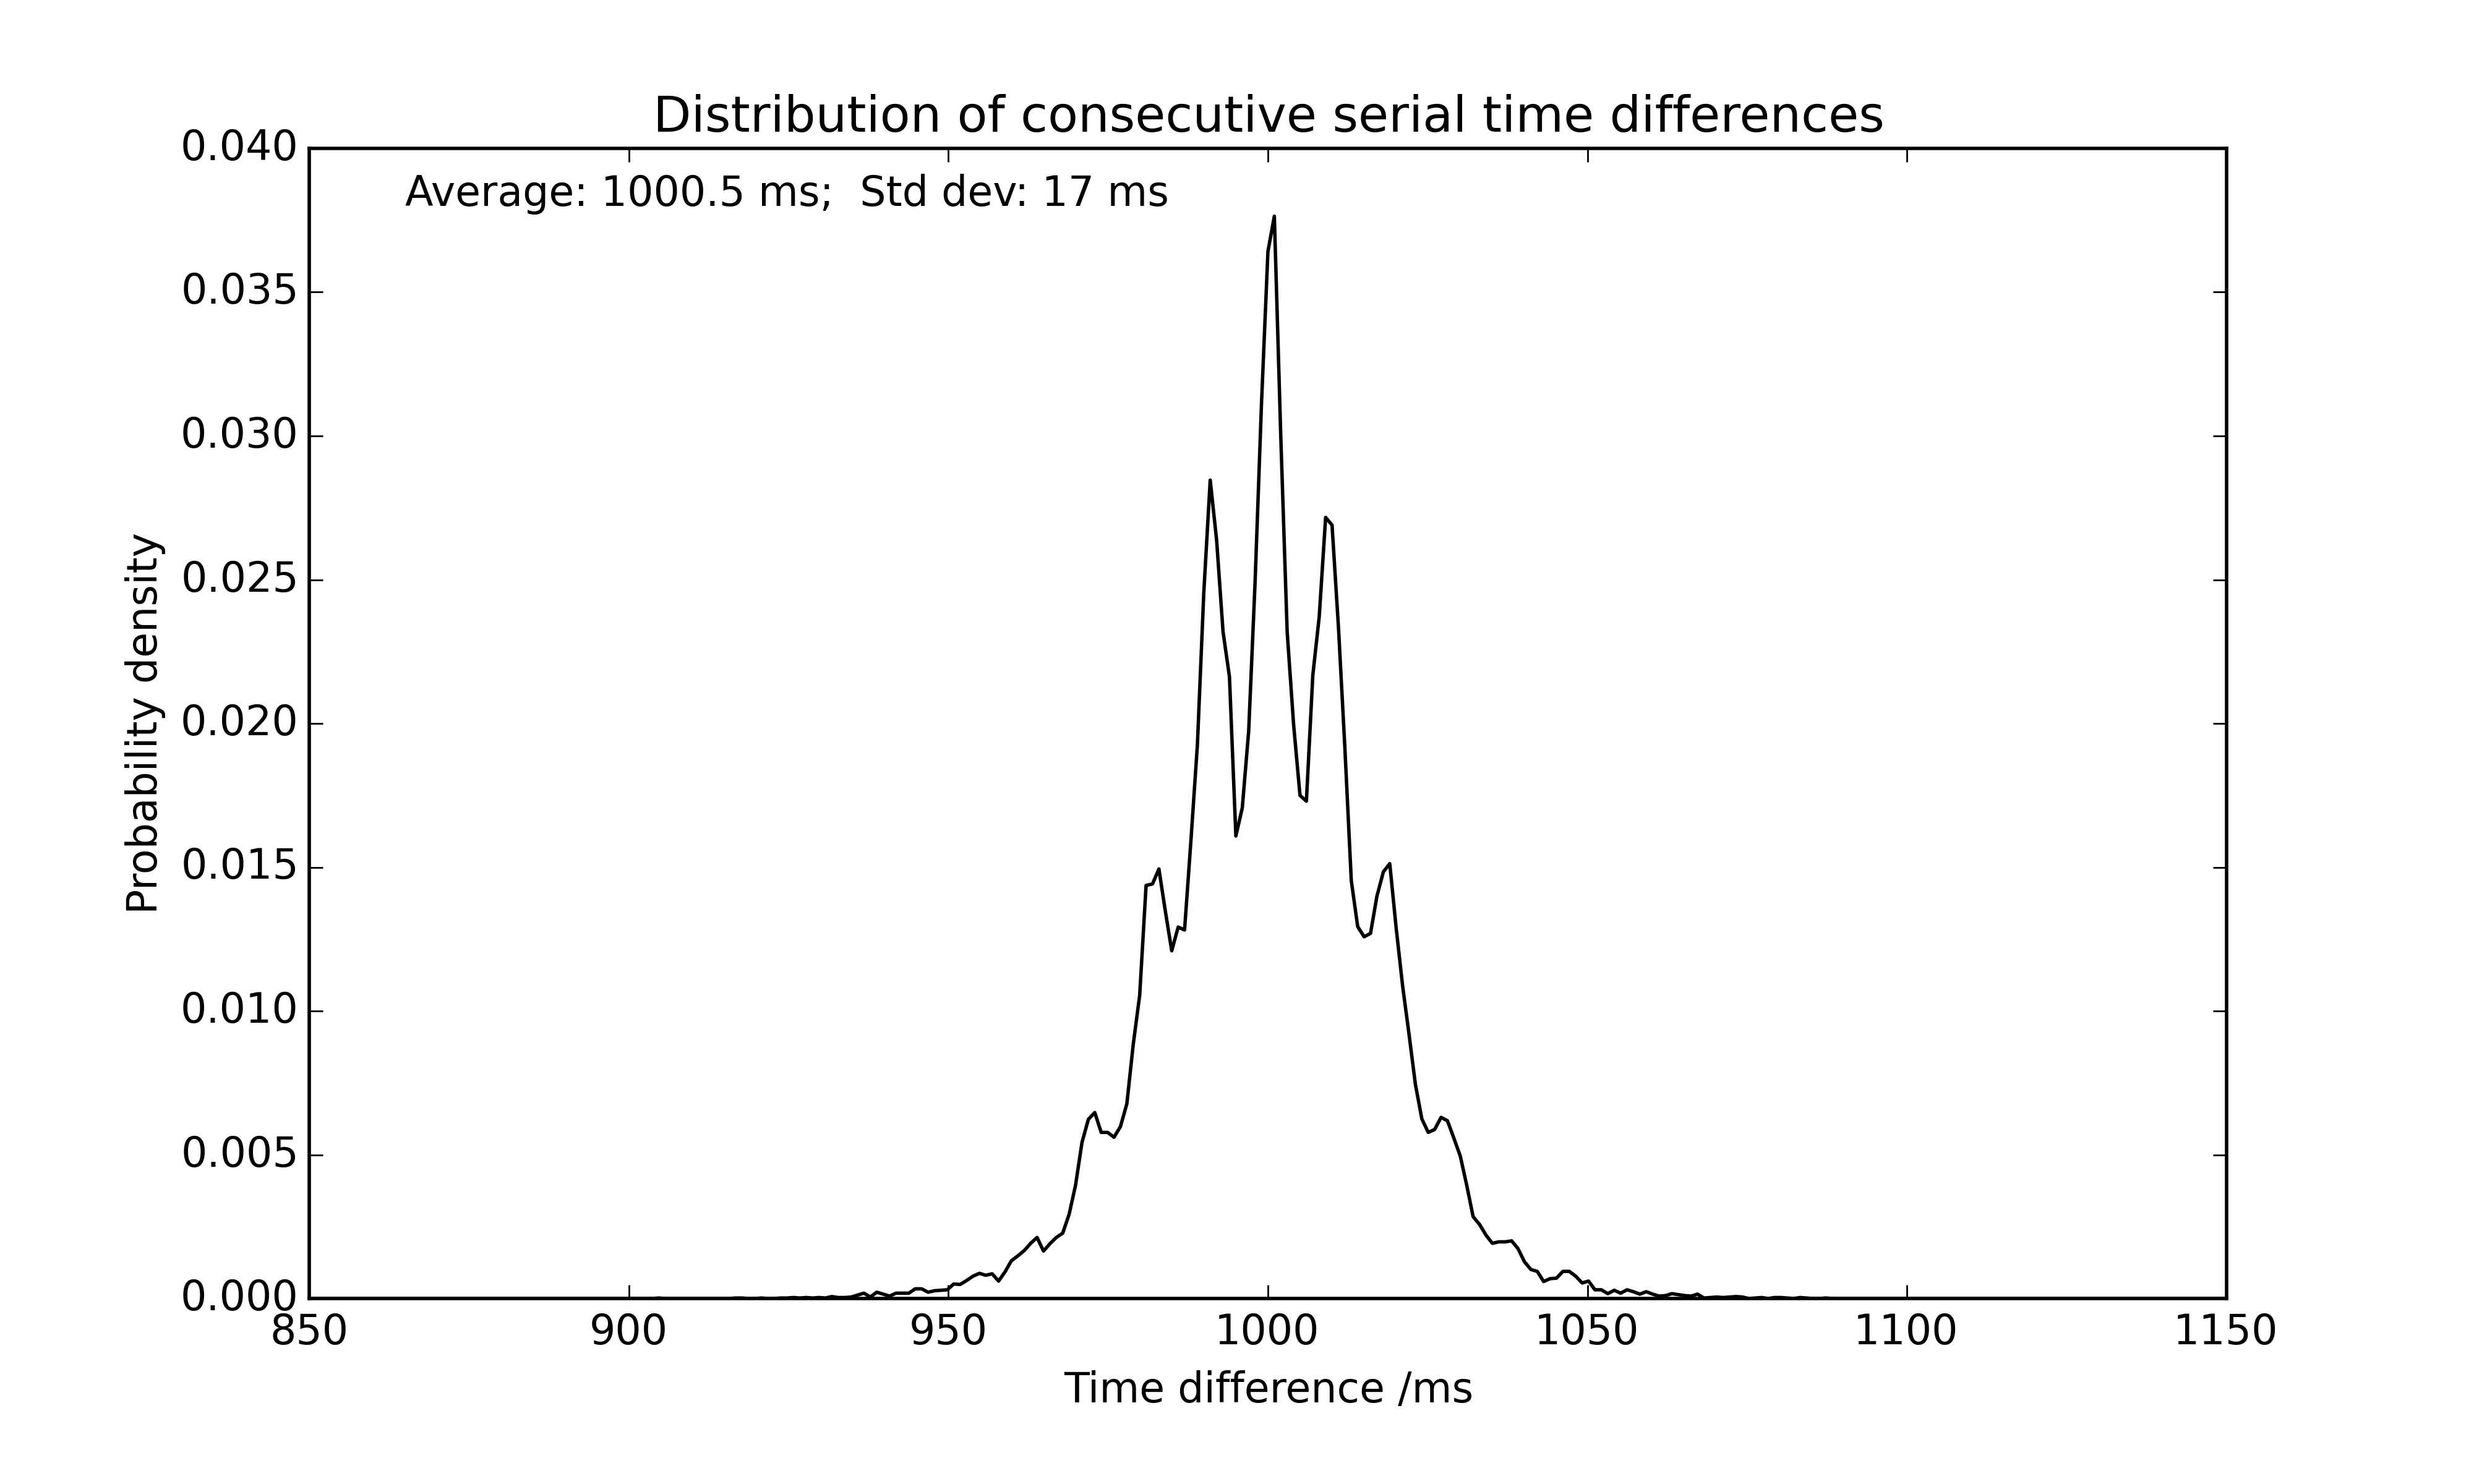 Distribution of consecutive serial time differences
Average: 1000.5 ms;  Std dev: 17 ms
0.040
0.035
0.030
0.025
0.020
0.015
0.010
0.005
0.000
Probability density
850 900 950 1000 1050 1100 1150
Time difference /ms